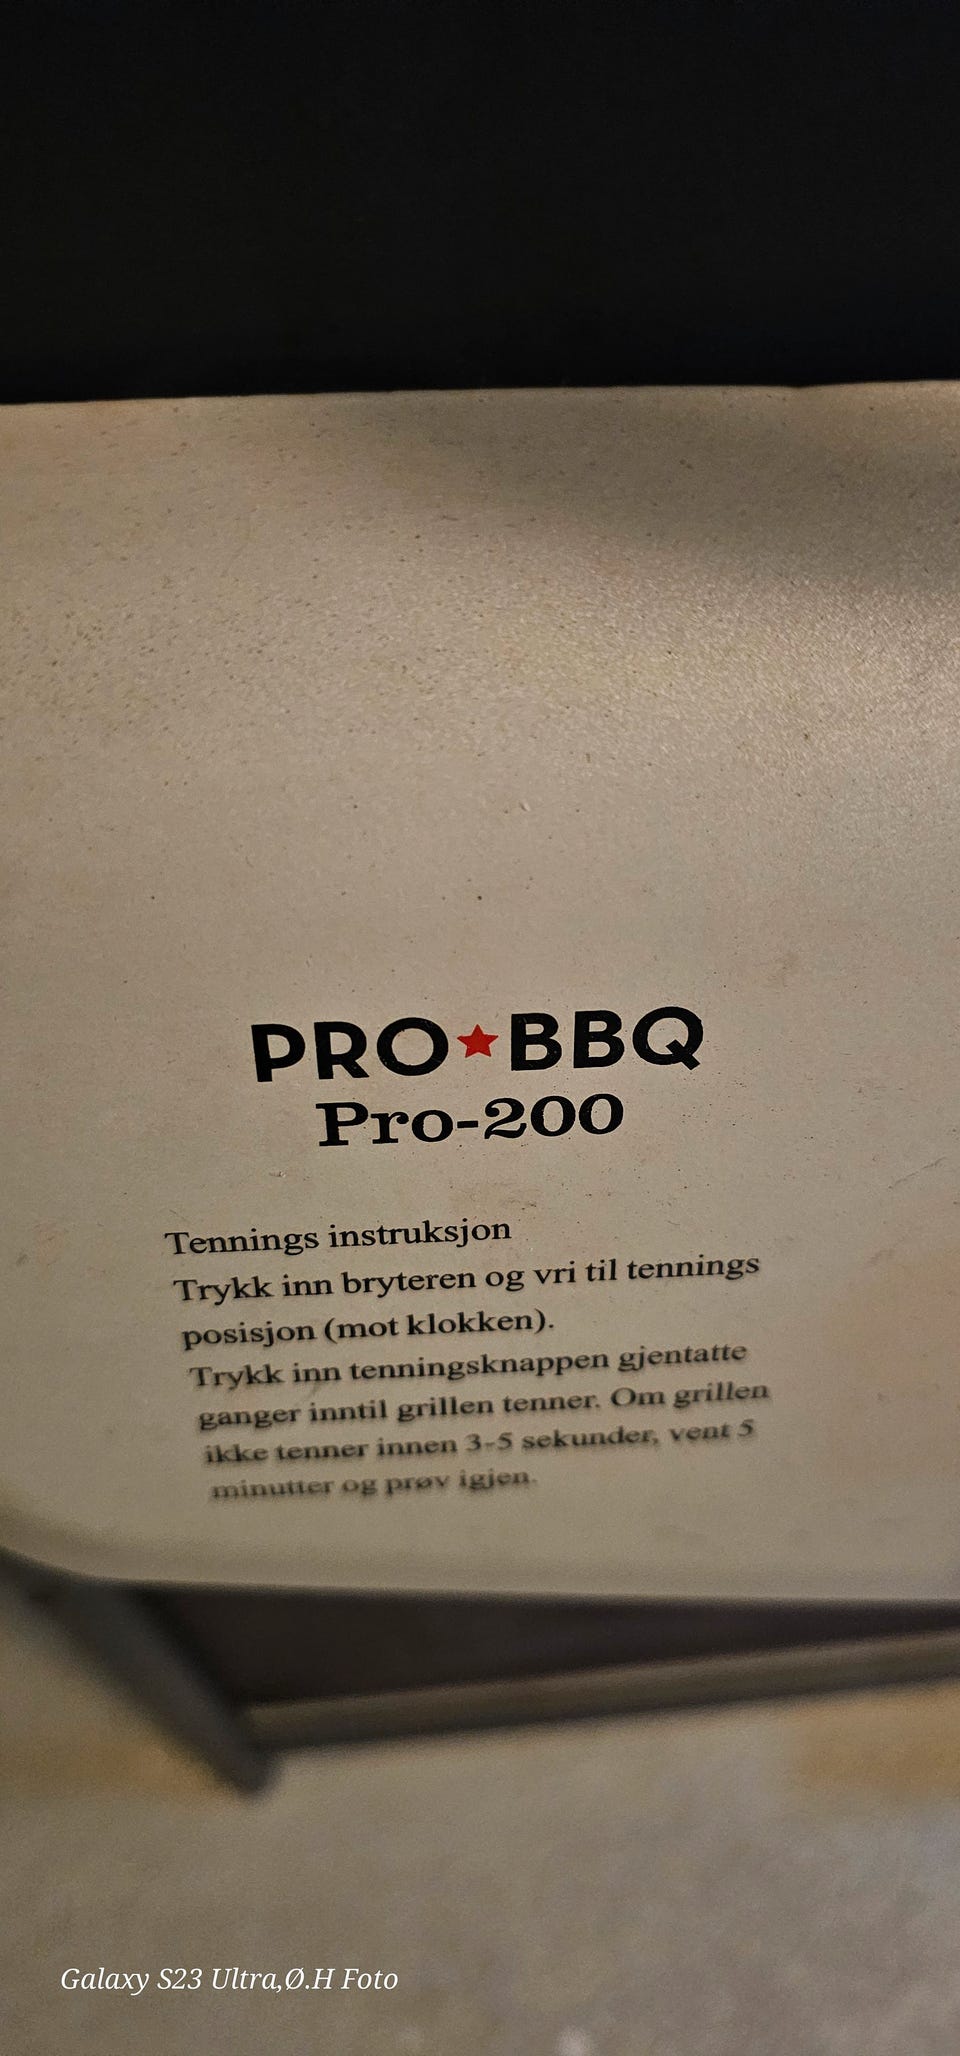 PRO★BBQ
Pro-200
Tennings instruksjon
Trykk inn bryteren og vri til tennings
posisjon (mot klokken).
Trykk inn tenningsknappen gjentatte
ganger inntil grillen tenner. Om grillen
ikke tenner innen 3-5 sekunder, vent 5
minutter og prøv igjen.
Galaxy S23 Ultra,Ø.H Foto